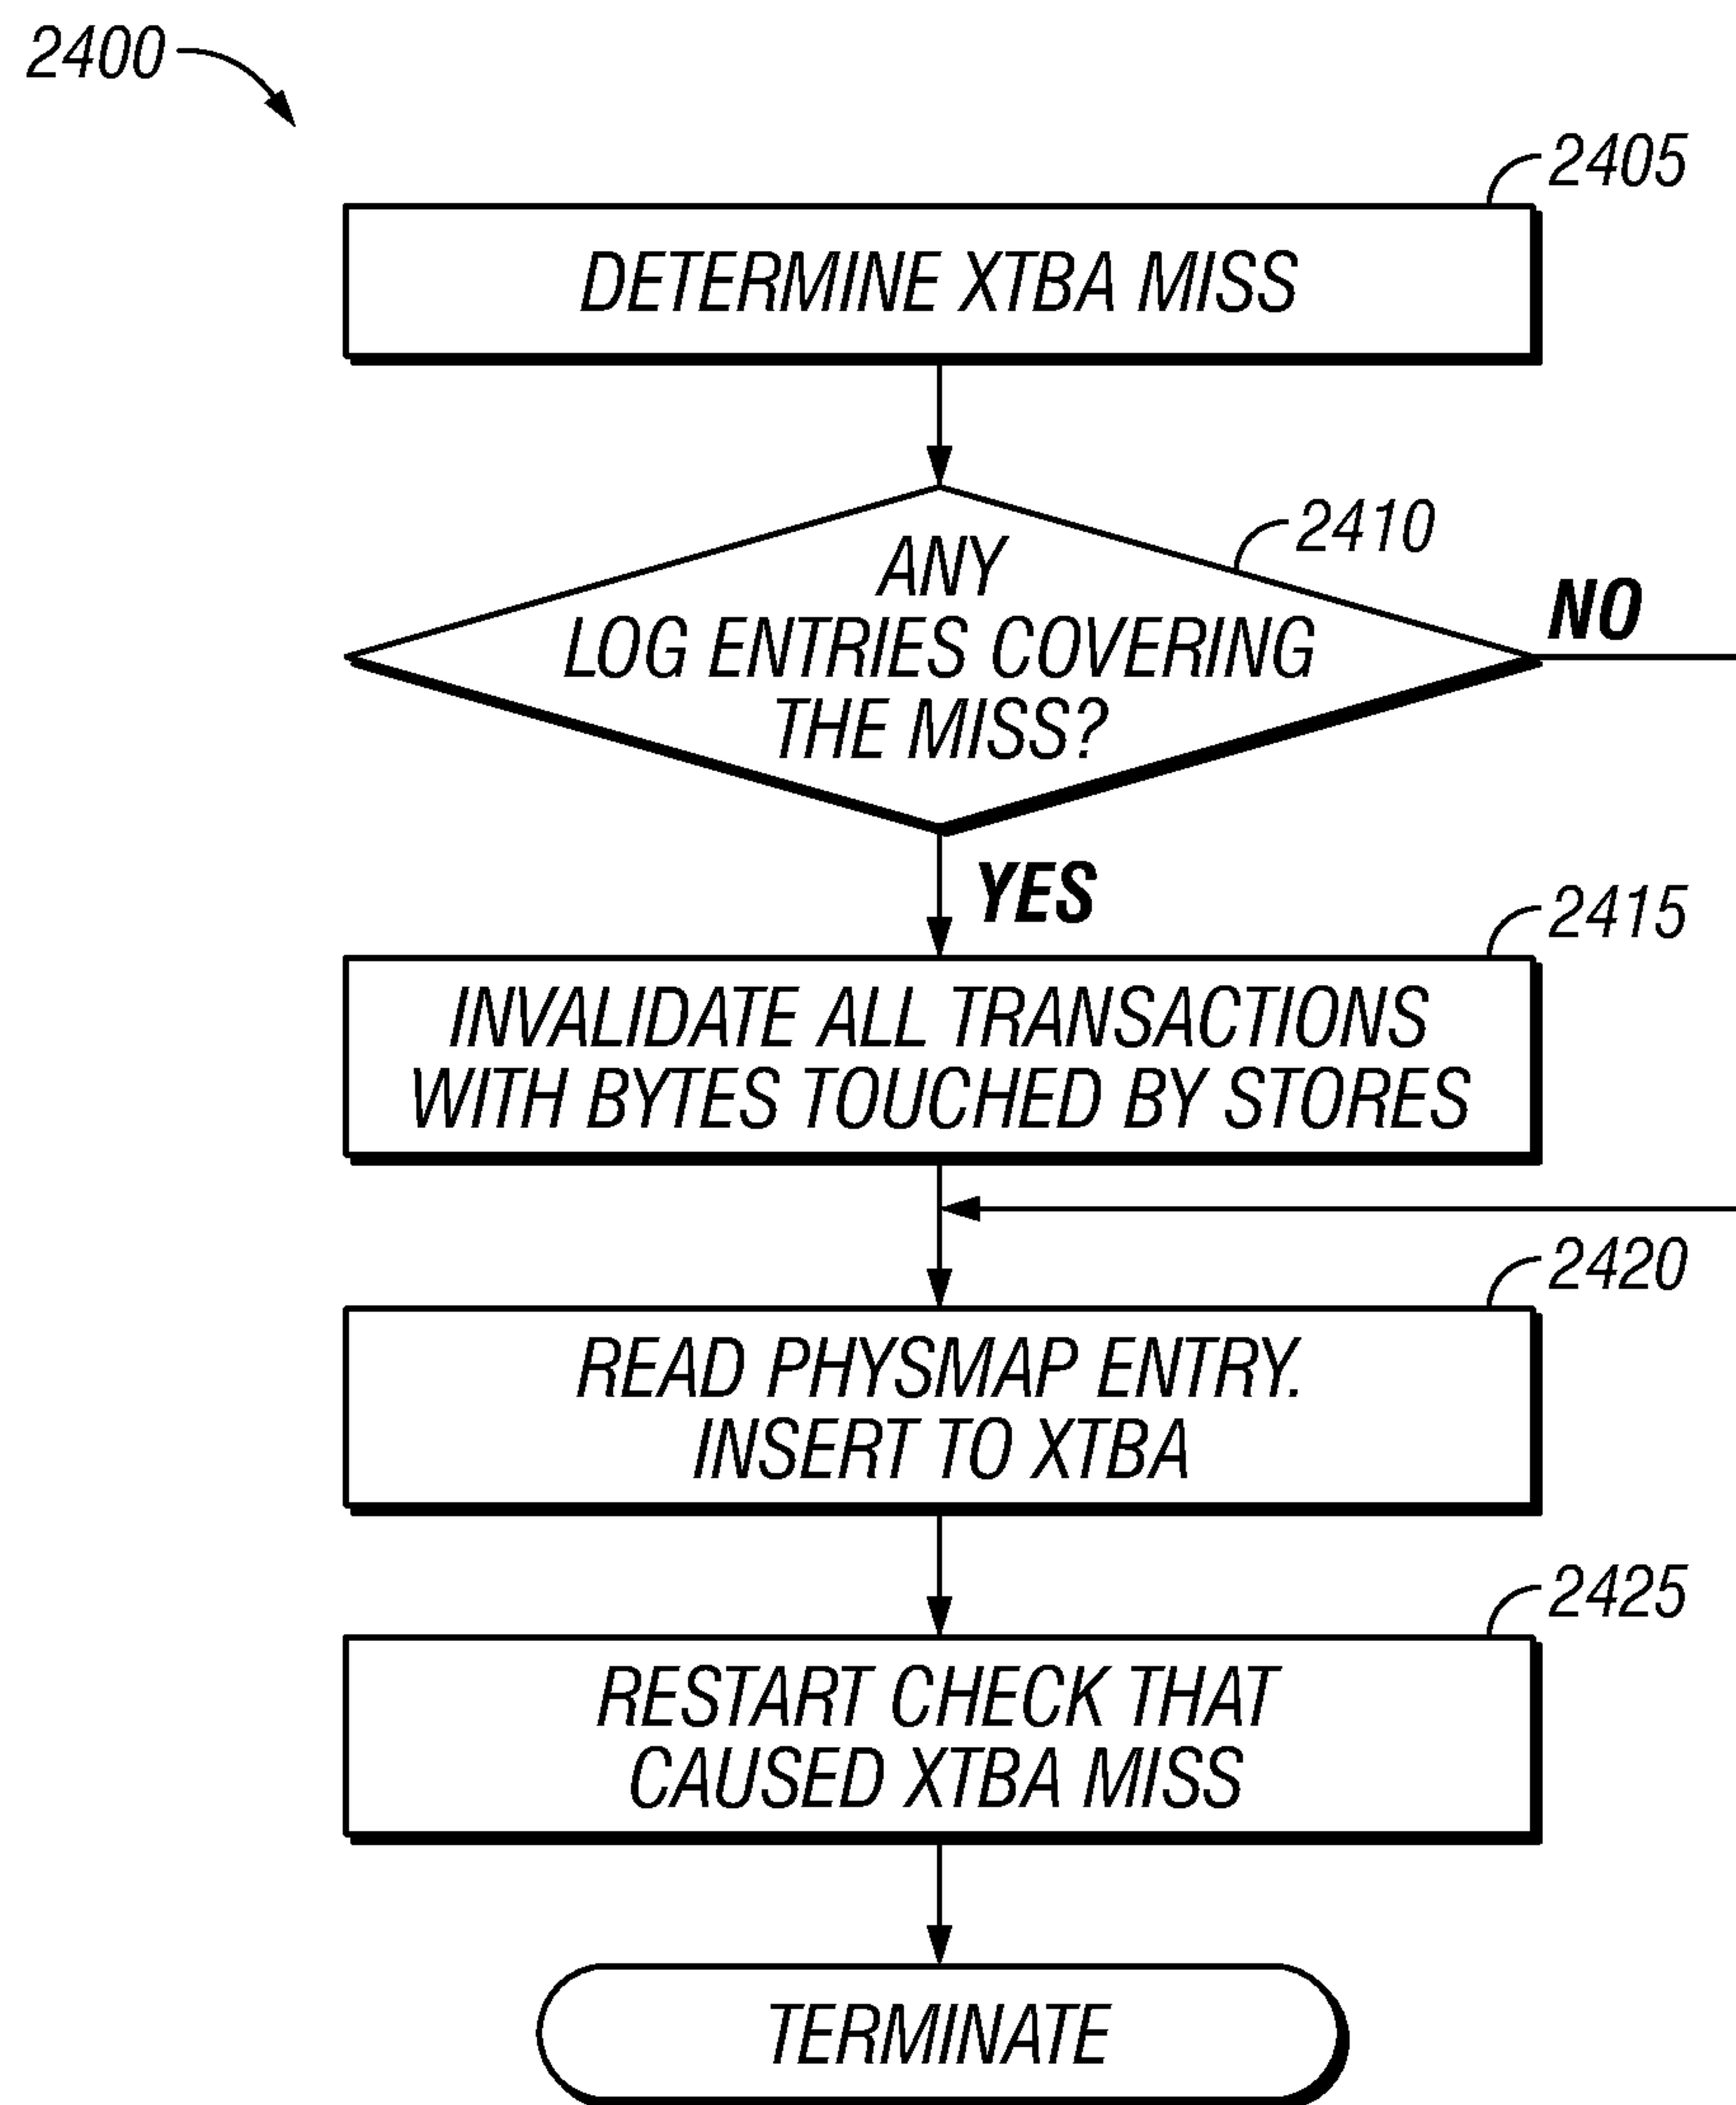 2400
2405
DETERMINE XTBA MISS
2410
ANY
LOG ENTRIES COVERING
THE MISS?
NO
YES
2415
INVALIDATE ALL TRANSACTIONS
WITH BYTES TOUCHED BY STORES
2420
READ PHYSMAP ENTRY.
INSERT TO XTBA
2425
RESTART CHECK THAT
CAUSED XTBA MISS
TERMINATE